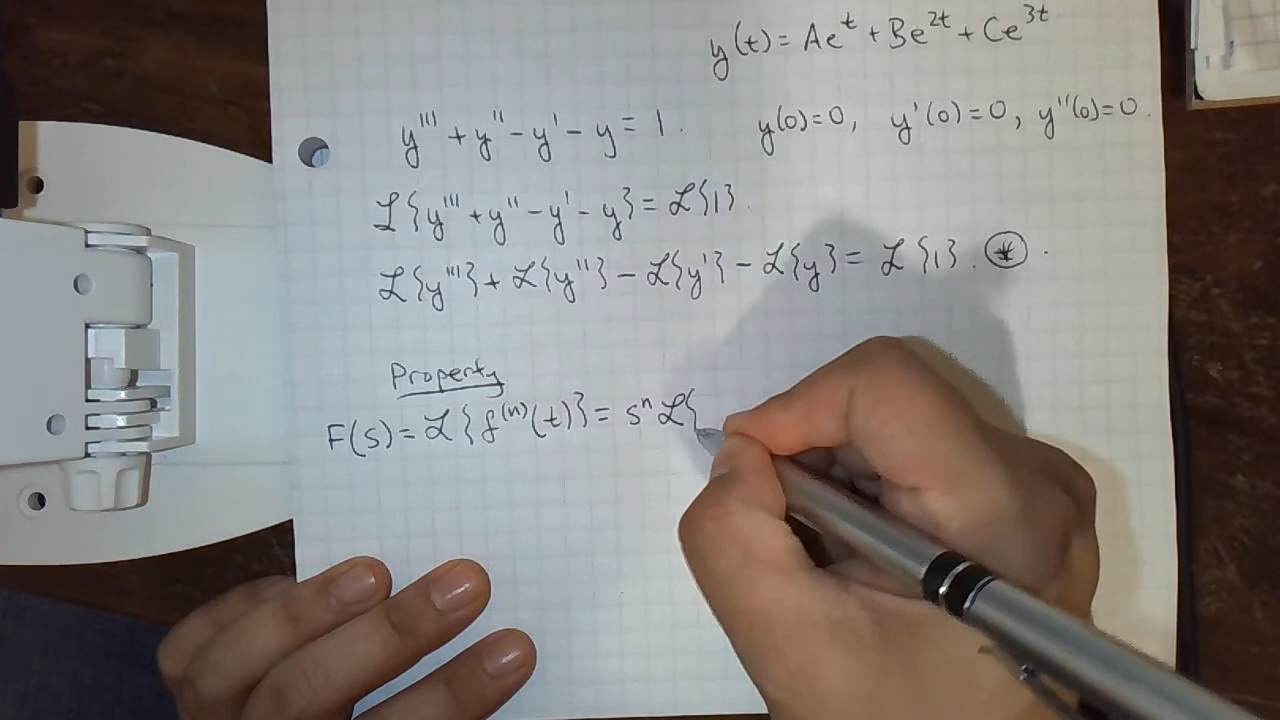 y(t) = Ae^t + Be^{2t} + Ce^{3t}
y''' + y'' - y' - y = 1. y(0)=0, y'(0)=0, y''(0)=0.
ℒ{y''' + y'' - y' - y} = ℒ{1}.
ℒ{y'''} + ℒ{y''} - ℒ{y'} - ℒ{y} = ℒ{1}. ⊛.
Property
F(s) = ℒ{f^{(n)}(t)} = s^n ℒ{